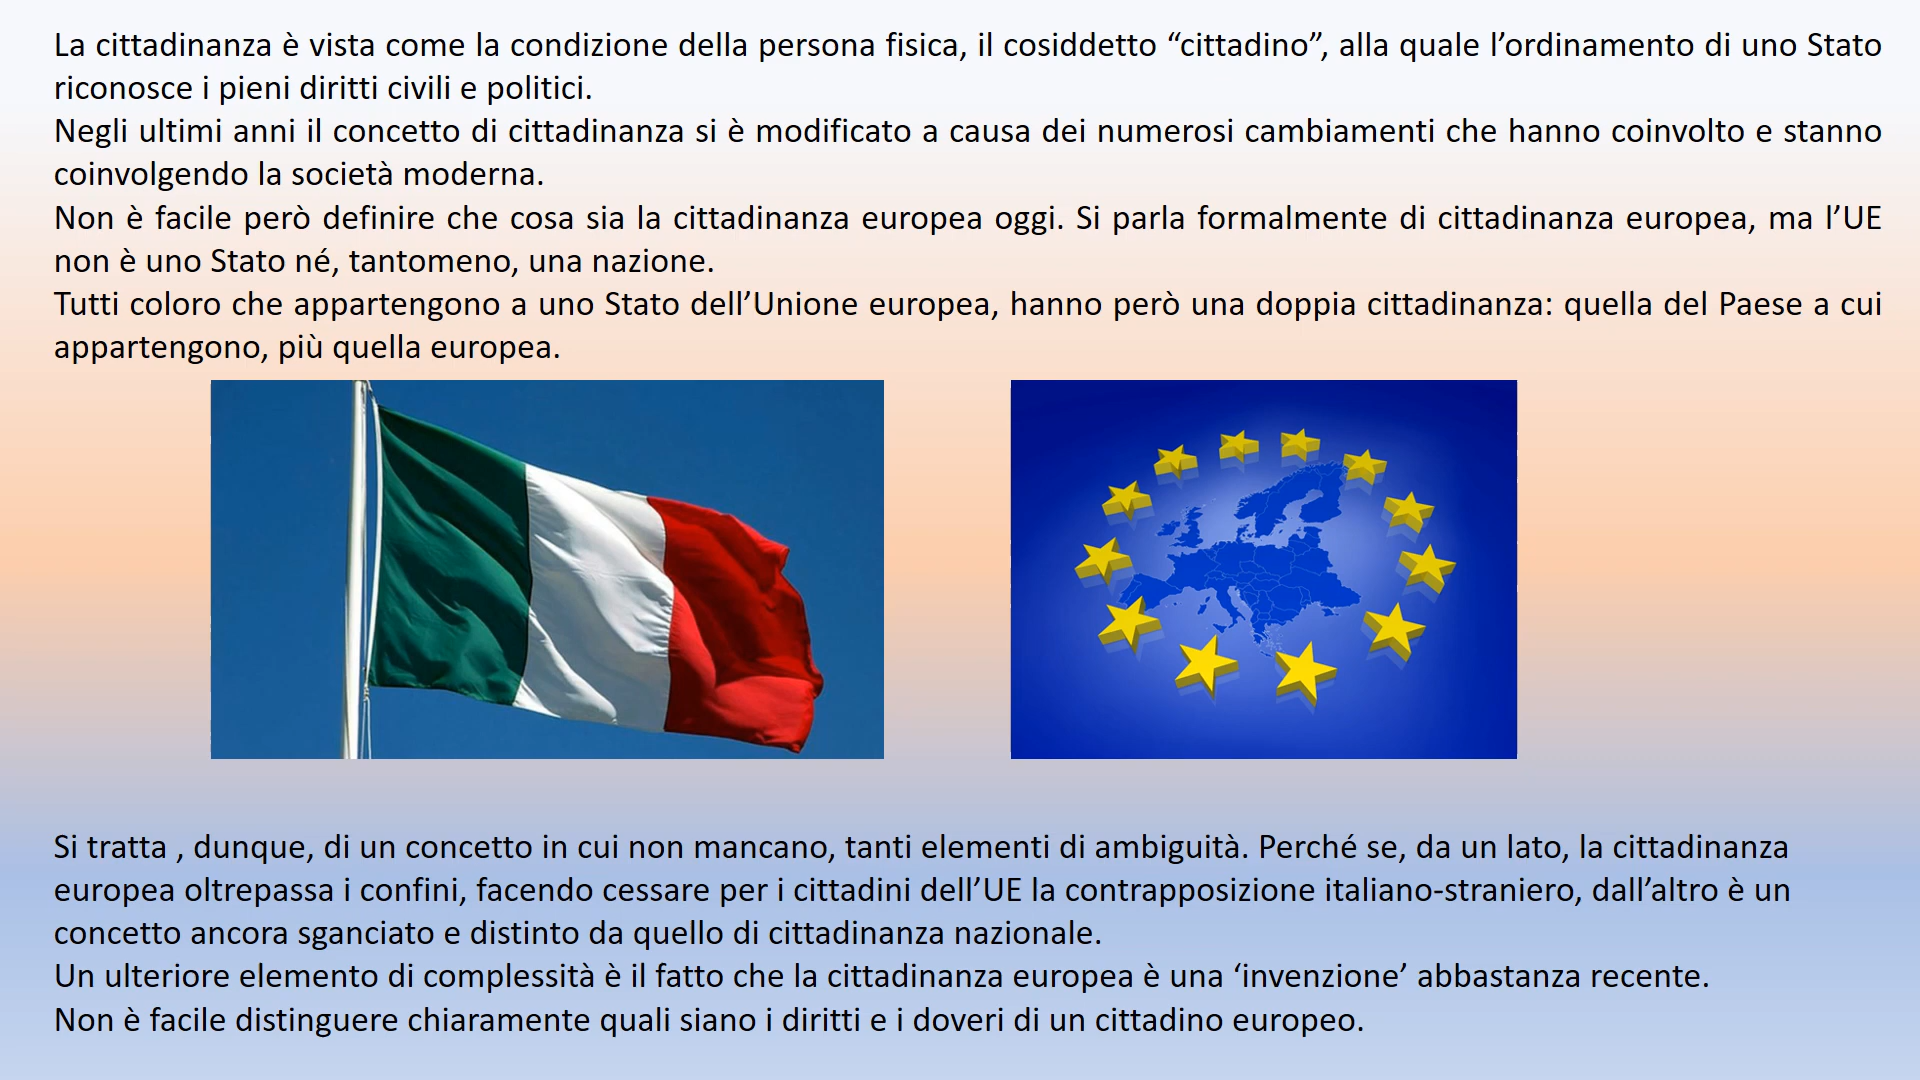 La cittadinanza è vista come la condizione della persona fisica, il cosiddetto “cittadino”, alla quale l’ordinamento di uno Stato
riconosce i pieni diritti civili e politici.
Negli ultimi anni il concetto di cittadinanza si è modificato a causa dei numerosi cambiamenti che hanno coinvolto e stanno
coinvolgendo la società moderna.
Non è facile però definire che cosa sia la cittadinanza europea oggi. Si parla formalmente di cittadinanza europea, ma l’UE
non è uno Stato né, tantomeno, una nazione.
Tutti coloro che appartengono a uno Stato dell’Unione europea, hanno però una doppia cittadinanza: quella del Paese a cui
appartengono, più quella europea.
Si tratta , dunque, di un concetto in cui non mancano, tanti elementi di ambiguità. Perché se, da un lato, la cittadinanza
europea oltrepassa i confini, facendo cessare per i cittadini dell’UE la contrapposizione italiano-straniero, dall’altro è un
concetto ancora sganciato e distinto da quello di cittadinanza nazionale.
Un ulteriore elemento di complessità è il fatto che la cittadinanza europea è una ‘invenzione’ abbastanza recente.
Non è facile distinguere chiaramente quali siano i diritti e i doveri di un cittadino europeo.